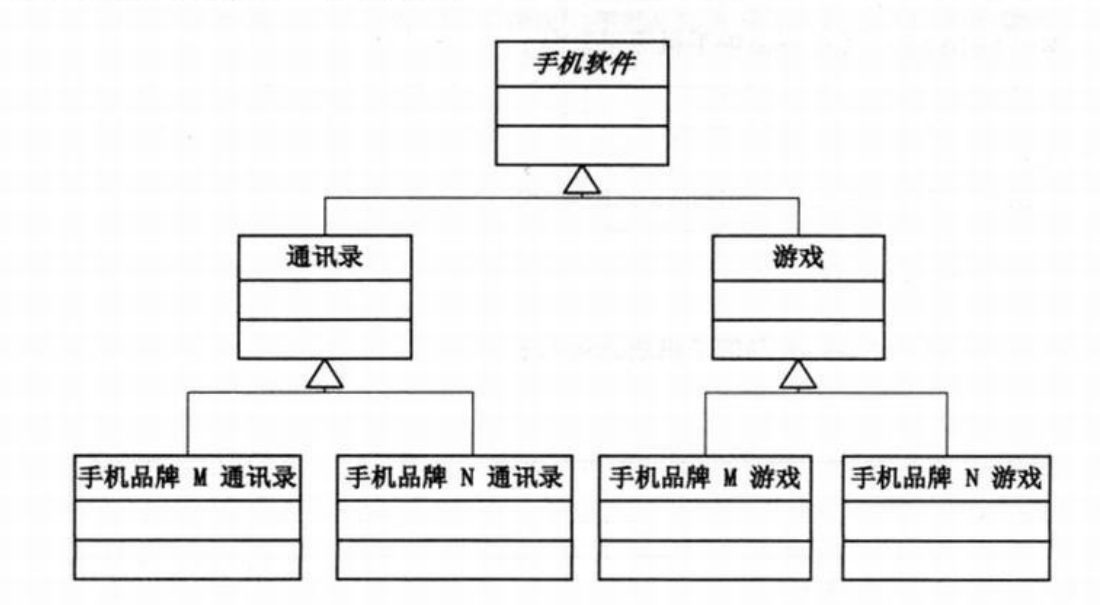 手机软件
通讯录
游戏
手机品牌 M 通讯录
手机品牌 N 通讯录
手机品牌 M 游戏
手机品牌 N 游戏